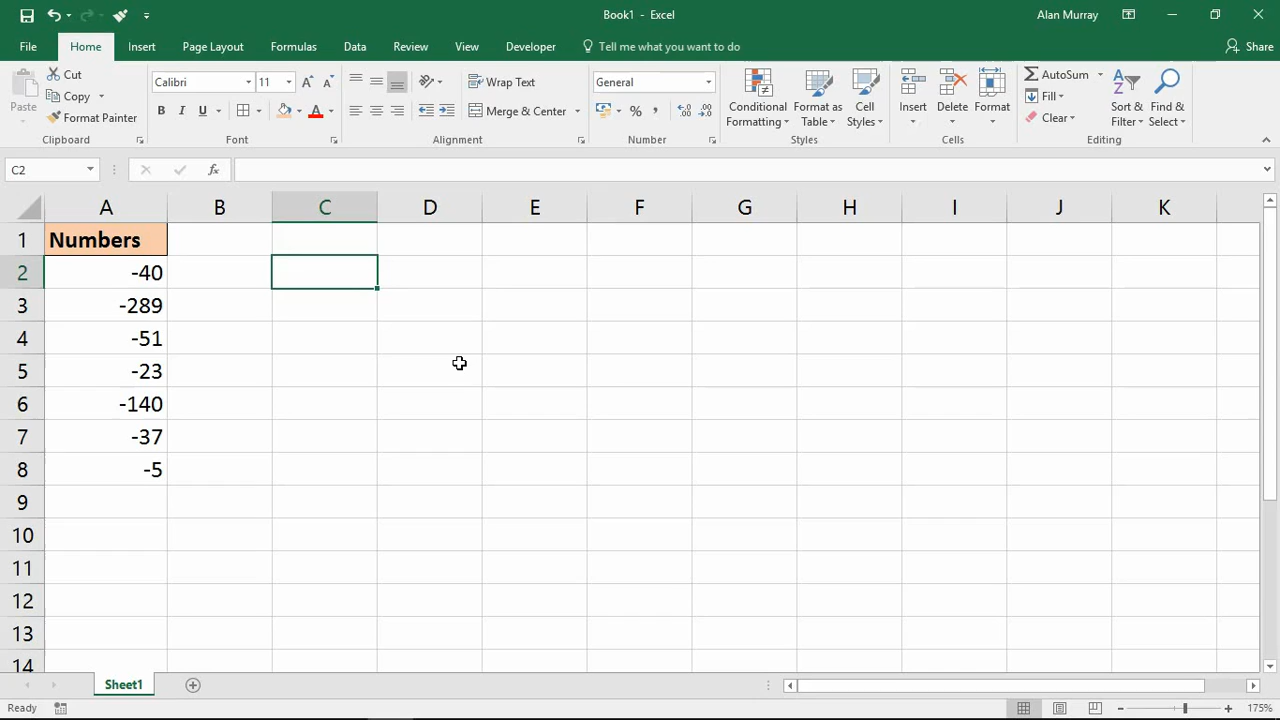 Book1 - Excel
Alan Murray
File Home Insert Page Layout Formulas Data Review View Developer Tell me what you want to do Share
Paste
Cut
Copy
Format Painter
Clipboard
Calibri 11
B I U A
Font
Wrap Text
Merge & Center
Alignment
General
% ,
Number
Conditional Formatting
Format as Table
Cell Styles
Styles
Insert
Delete
Format
Cells
AutoSum
Fill
Clear
Sort & Filter
Find & Select
Editing
C2 fx
A B C D E F G H I J K
1 Numbers
2 -40
3 -289
4 -51
5 -23
6 -140
7 -37
8 -5
9
10
11
12
13
14
Sheet1
Ready 175%